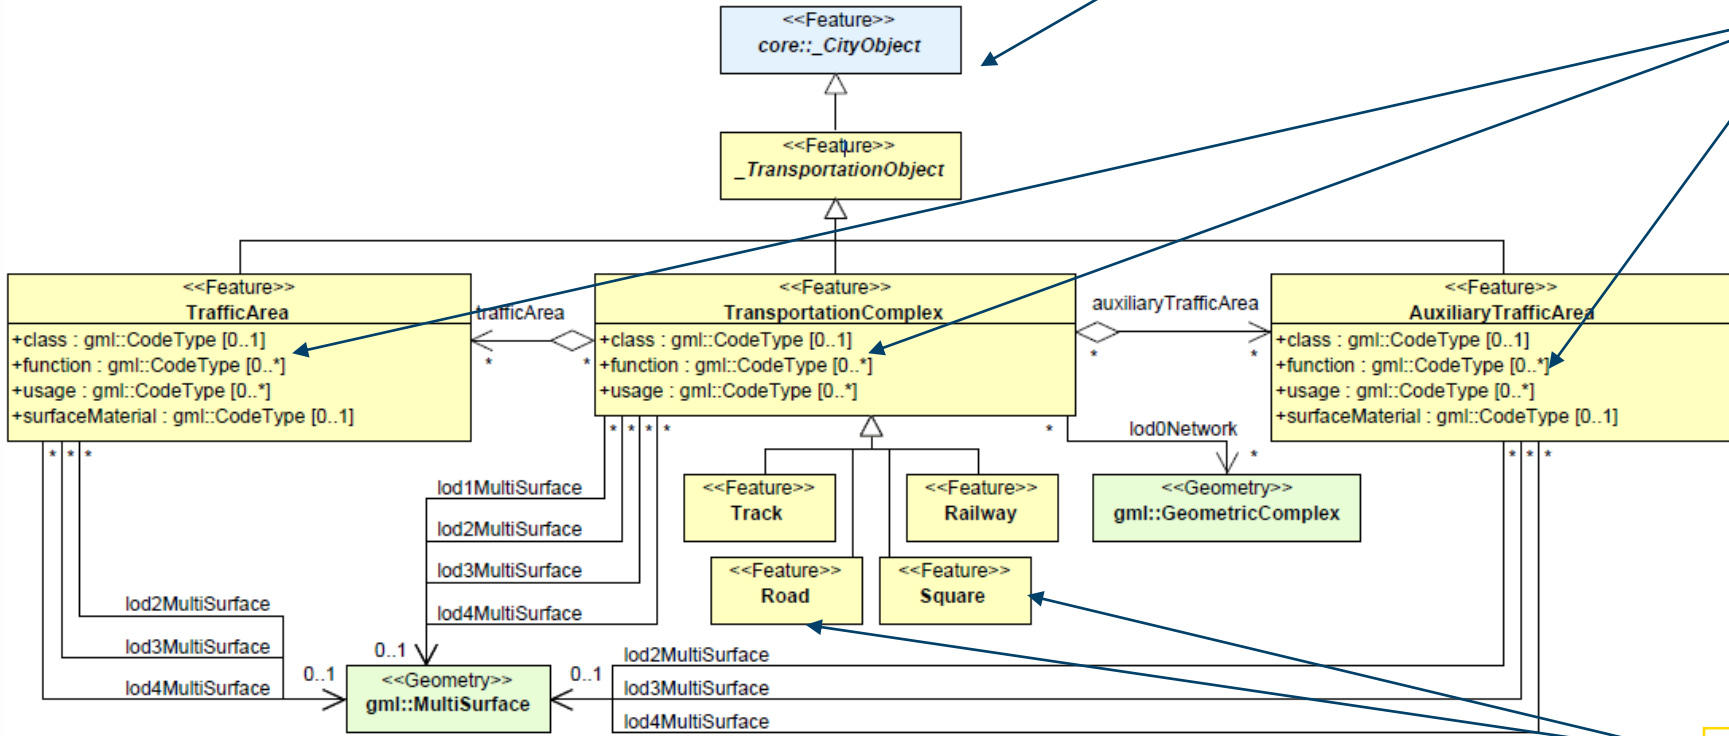 <<Feature>>
core::_CityObject
<<Feature>>
_TransportationObject
<<Feature>>
TrafficArea
+class : gml::CodeType [0..1]
+function : gml::CodeType [0..*]
+usage : gml::CodeType [0..*]
+surfaceMaterial : gml::CodeType [0..1]
trafficArea
*
*
<<Feature>>
TransportationComplex
+class : gml::CodeType [0..1]
+function : gml::CodeType [0..*]
+usage : gml::CodeType [0..*]
auxiliaryTrafficArea
*
*
<<Feature>>
AuxiliaryTrafficArea
+class : gml::CodeType [0..1]
+function : gml::CodeType [0..*]
+usage : gml::CodeType [0..*]
+surfaceMaterial : gml::CodeType [0..1]
* * *
* * * *
*
lod0Network
*
* * *
lod1MultiSurface
lod2MultiSurface
lod3MultiSurface
lod4MultiSurface
<<Feature>>
Track
<<Feature>>
Railway
<<Geometry>>
gml::GeometricComplex
<<Feature>>
Road
<<Feature>>
Square
lod2MultiSurface
lod3MultiSurface
lod4MultiSurface
0..1
0..1
<<Geometry>>
gml::MultiSurface
0..1
lod2MultiSurface
lod3MultiSurface
lod4MultiSurface